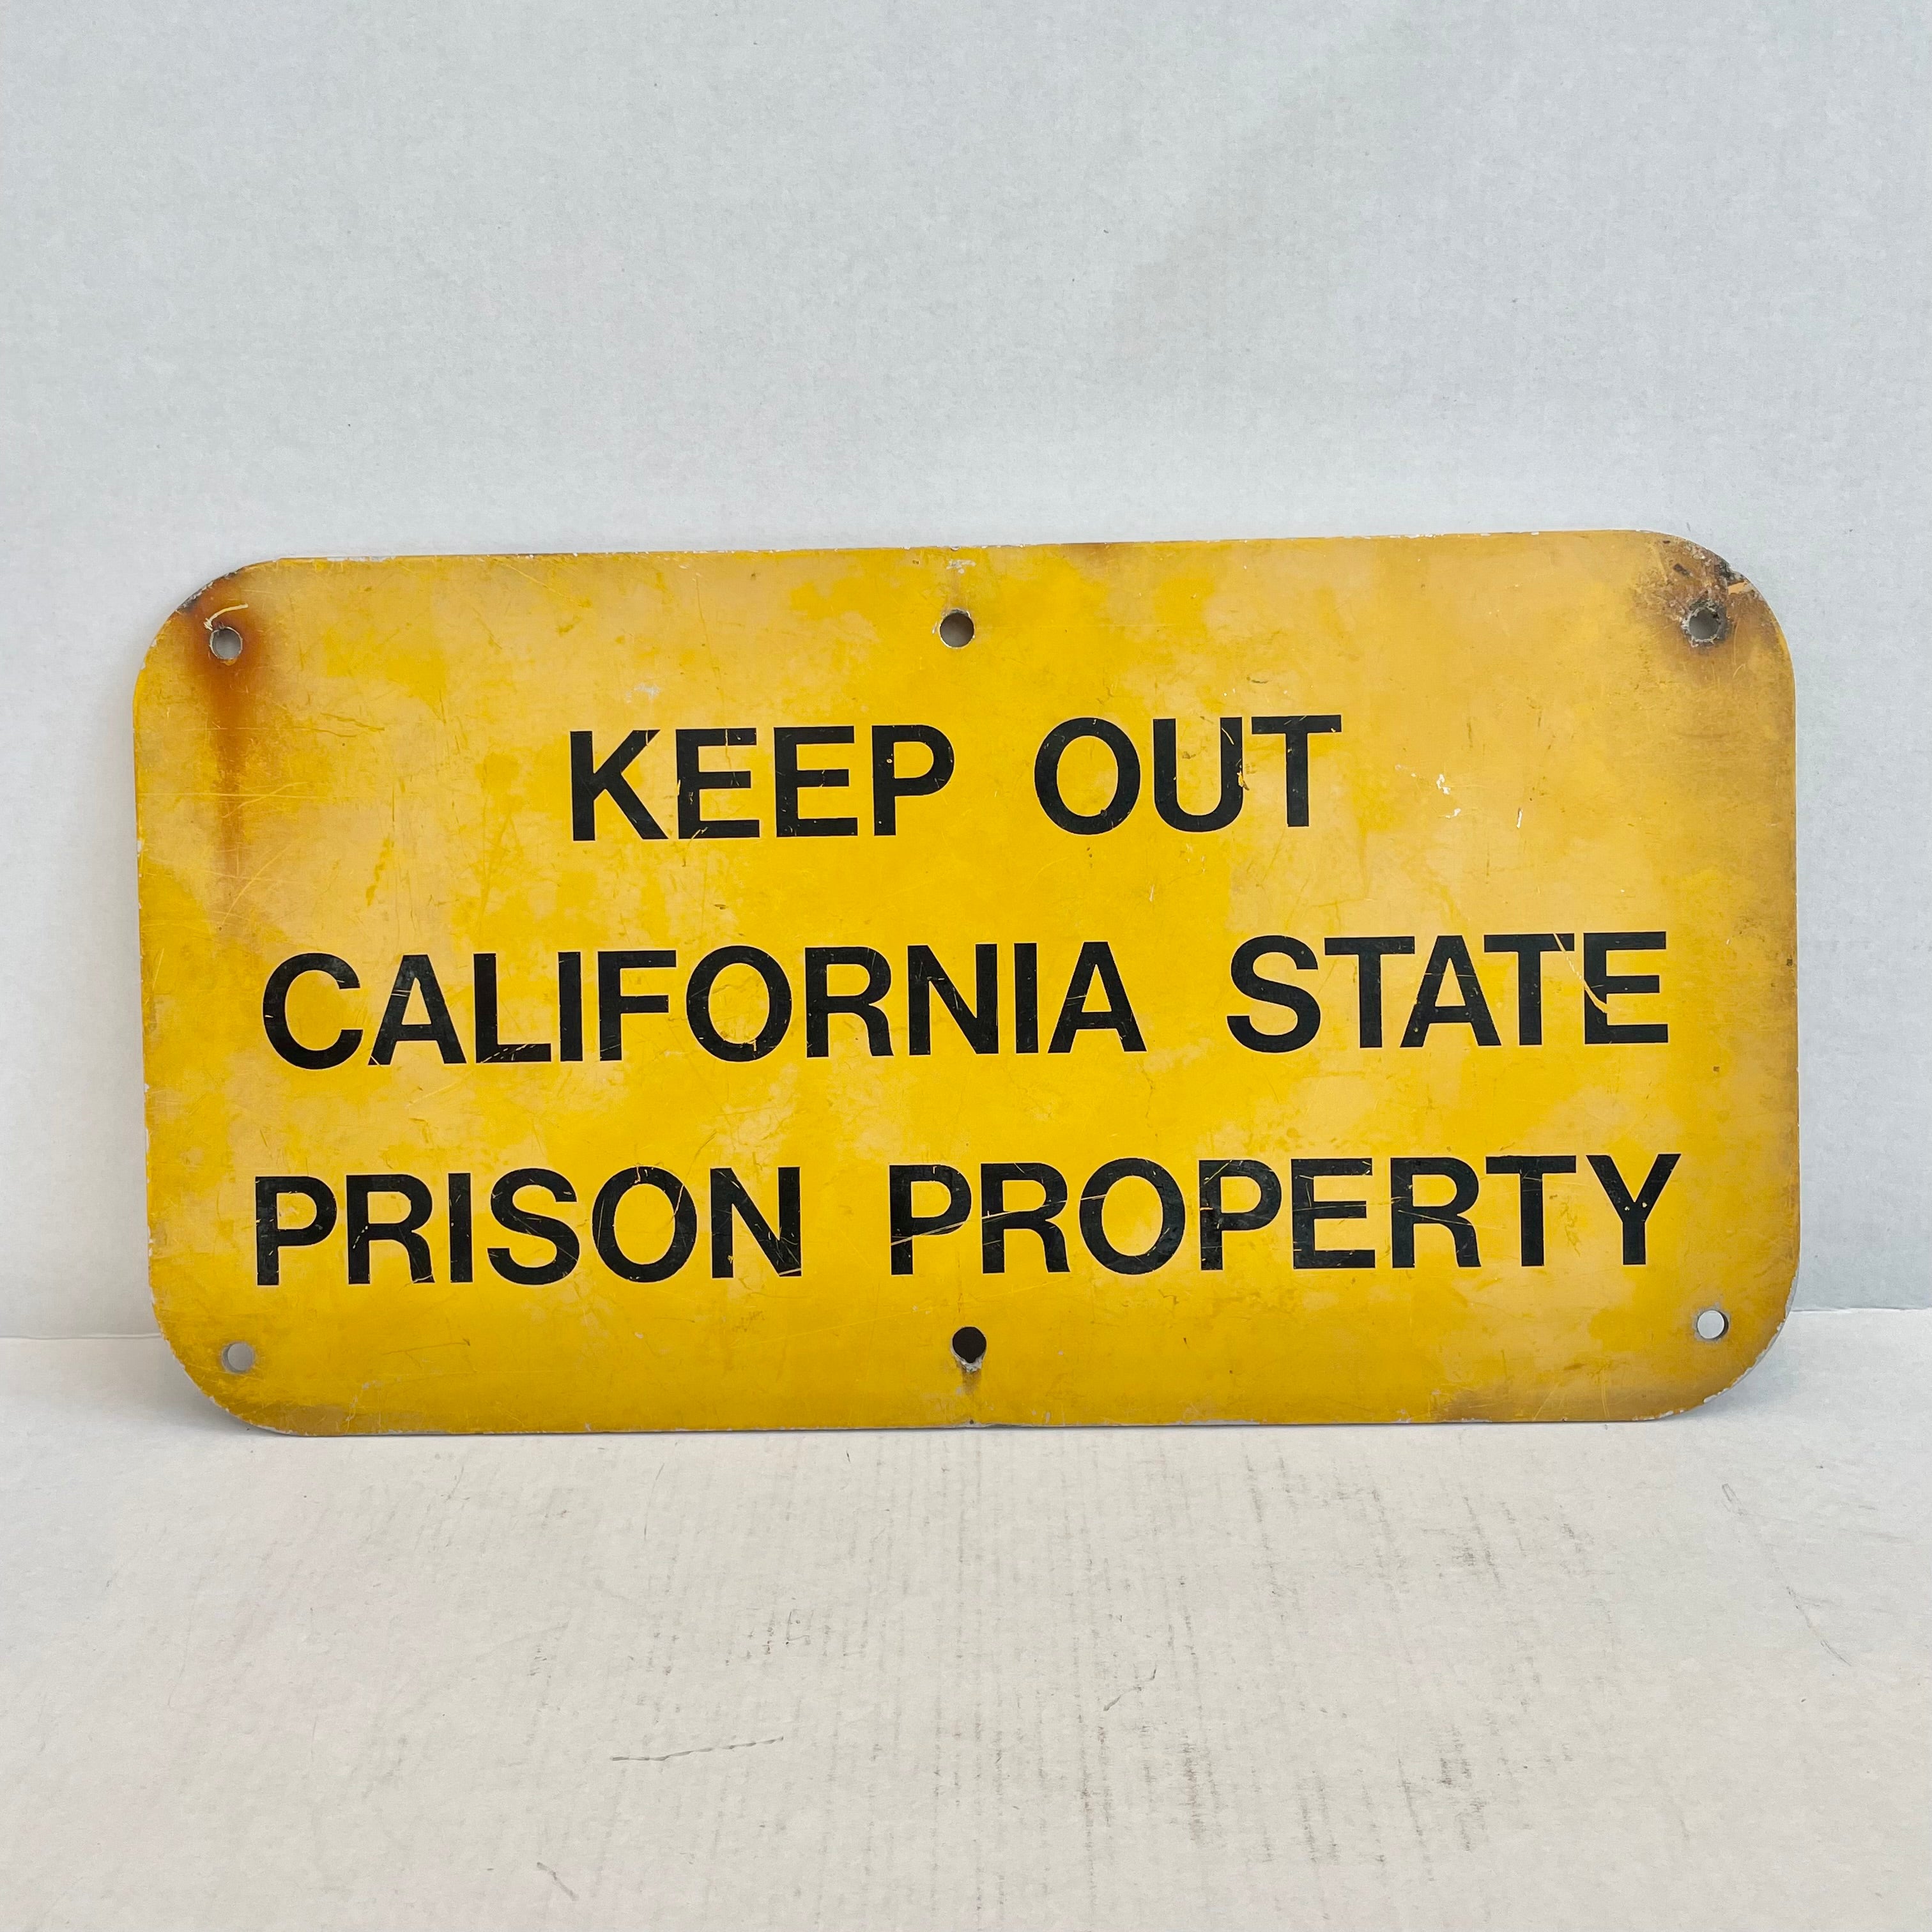 KEEP OUT
CALIFORNIA STATE
PRISON PROPERTY